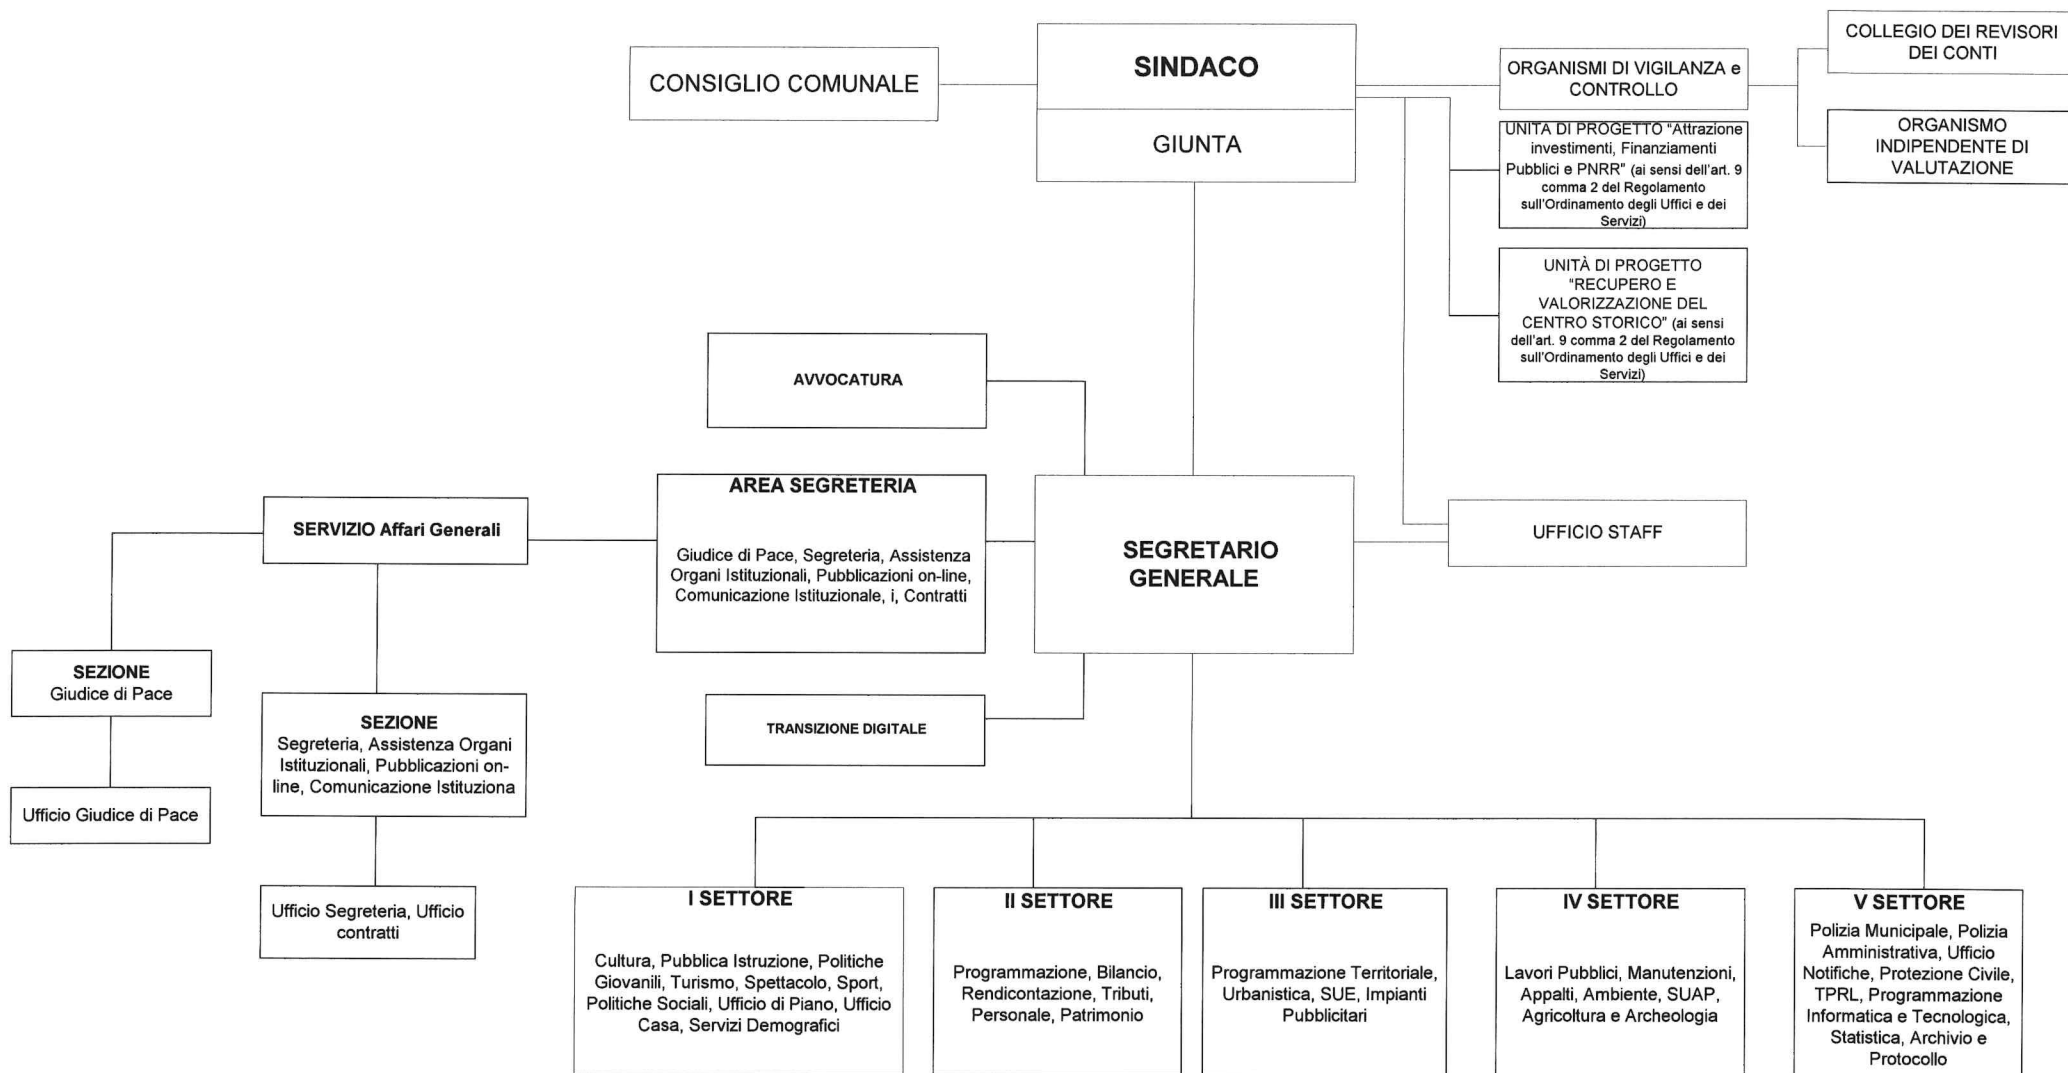 CONSIGLIO COMUNALE
SINDACO
GIUNTA
ORGANISMI DI VIGILANZA e
CONTROLLO
COLLEGIO DEI REVISORI
DEI CONTI
ORGANISMO
INDIPENDENTE DI
VALUTAZIONE
UNITA DI PROGETTO "Attrazione
investimenti, Finanziamenti
Pubblici e PNRR" (ai sensi dell'art. 9
comma 2 del Regolamento
sull'Ordinamento degli Uffici e dei
Servizi)
UNITÀ DI PROGETTO
"RECUPERO E
VALORIZZAZIONE DEL
CENTRO STORICO" (ai sensi
dell'art. 9 comma 2 del Regolamento
sull'Ordinamento degli Uffici e dei
Servizi)
AVVOCATURA
AREA SEGRETERIA
Giudice di Pace, Segreteria, Assistenza
Organi Istituzionali, Pubblicazioni on-line,
Comunicazione Istituzionale, i, Contratti
SEGRETARIO
GENERALE
UFFICIO STAFF
SERVIZIO Affari Generali
SEZIONE
Giudice di Pace
Ufficio Giudice di Pace
SEZIONE
Segreteria, Assistenza Organi
Istituzionali, Pubblicazioni on-
line, Comunicazione Istituziona
Ufficio Segreteria, Ufficio
contratti
TRANSIZIONE DIGITALE
I SETTORE
Cultura, Pubblica Istruzione, Politiche
Giovanili, Turismo, Spettacolo, Sport,
Politiche Sociali, Ufficio di Piano, Ufficio
Casa, Servizi Demografici
II SETTORE
Programmazione, Bilancio,
Rendicontazione, Tributi,
Personale, Patrimonio
III SETTORE
Programmazione Territoriale,
Urbanistica, SUE, Impianti
Pubblicitari
IV SETTORE
Lavori Pubblici, Manutenzioni,
Appalti, Ambiente, SUAP,
Agricoltura e Archeologia
V SETTORE
Polizia Municipale, Polizia
Amministrativa, Ufficio
Notifiche, Protezione Civile,
TPRL, Programmazione
Informatica e Tecnologica,
Statistica, Archivio e
Protocollo